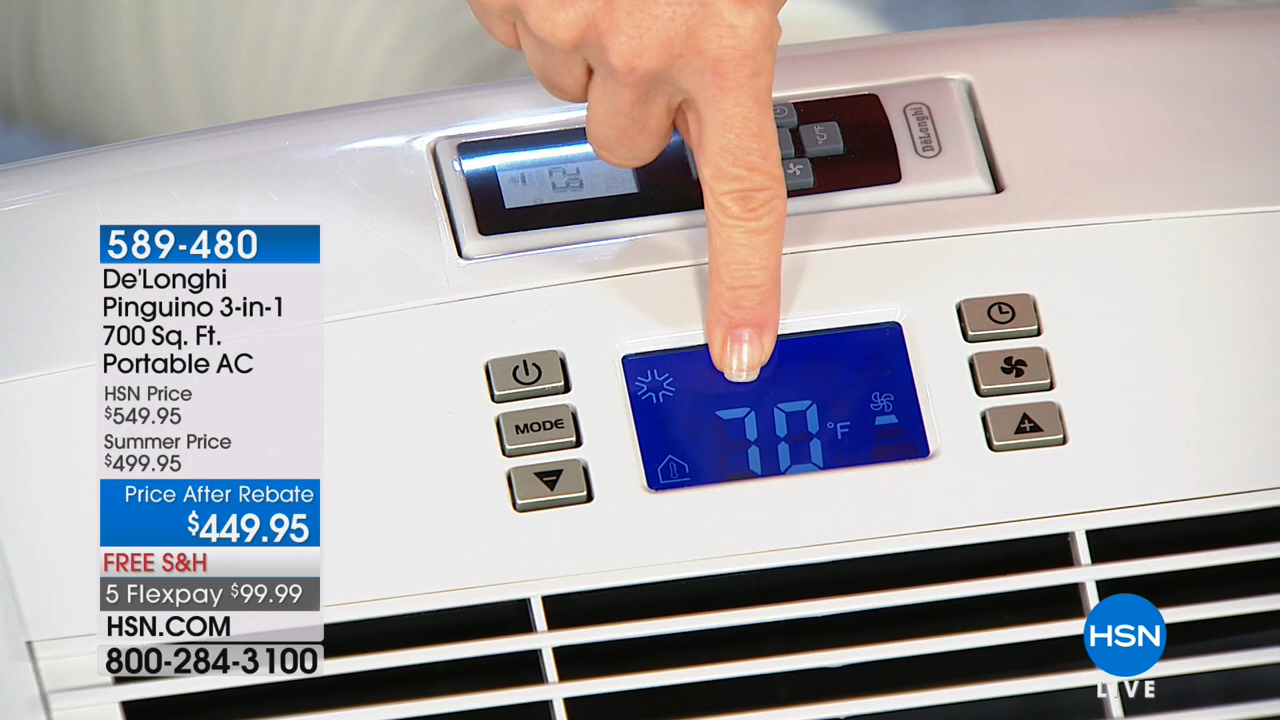 589-480
De'Longhi
Pinguino 3-in-1
700 Sq. Ft.
Portable AC
HSN Price
$549.95
Summer Price
$499.95
Price After Rebate
$449.95
FREE S&H
5 Flexpay $99.99
HSN.COM
800-284-3100
62
°C/°F
DēLonghi
MODE
70 °F
HSN
LIVE